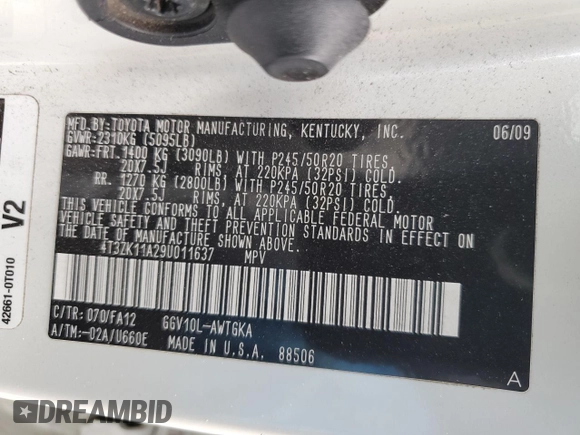 MFD.BY:TOYOTA MOTOR MANUFACTURING, KENTUCKY, INC. 06/09
GVWR:2310KG (5095LB)
GAWR:FRT.1400 KG (3090LB) WITH P245/50R20 TIRES,
20X7.5J RIMS, AT 220KPA (32PSI) COLD.
RR. 1270 KG (2800LB) WITH P245/50R20 TIRES,
20X7.5J RIMS, AT 220KPA (32PSI) COLD.
THIS VEHICLE CONFORMS TO ALL APPLICABLE FEDERAL MOTOR
VEHICLE SAFETY AND THEFT PREVENTION STANDARDS IN EFFECT ON
THE DATE OF MANUFACTURE SHOWN ABOVE.
4T3ZK11A29U011637 MPV
C/TR: 070/FA12 GGV10L-AWTGKA
A/TM:-02A/U660E MADE IN U.S.A. 88506
A
42661-0T010 V2
FREEDOMBID
DRIVE YOUR DREAM